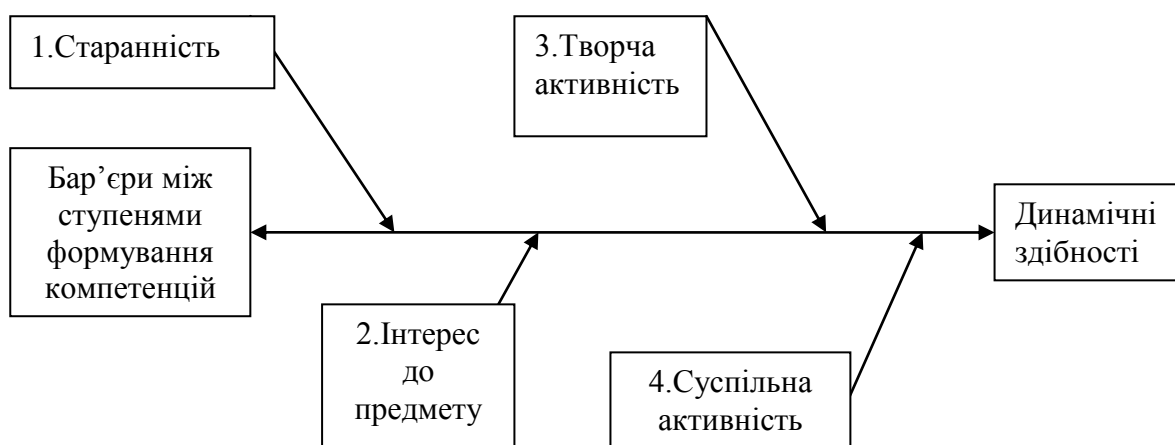 1.Старанність
3.Творча
активність
Бар’єри між
ступенями
формування
компетенцій
Динамічні
здібності
2.Інтерес
до
предмету
4.Суспільна
активність